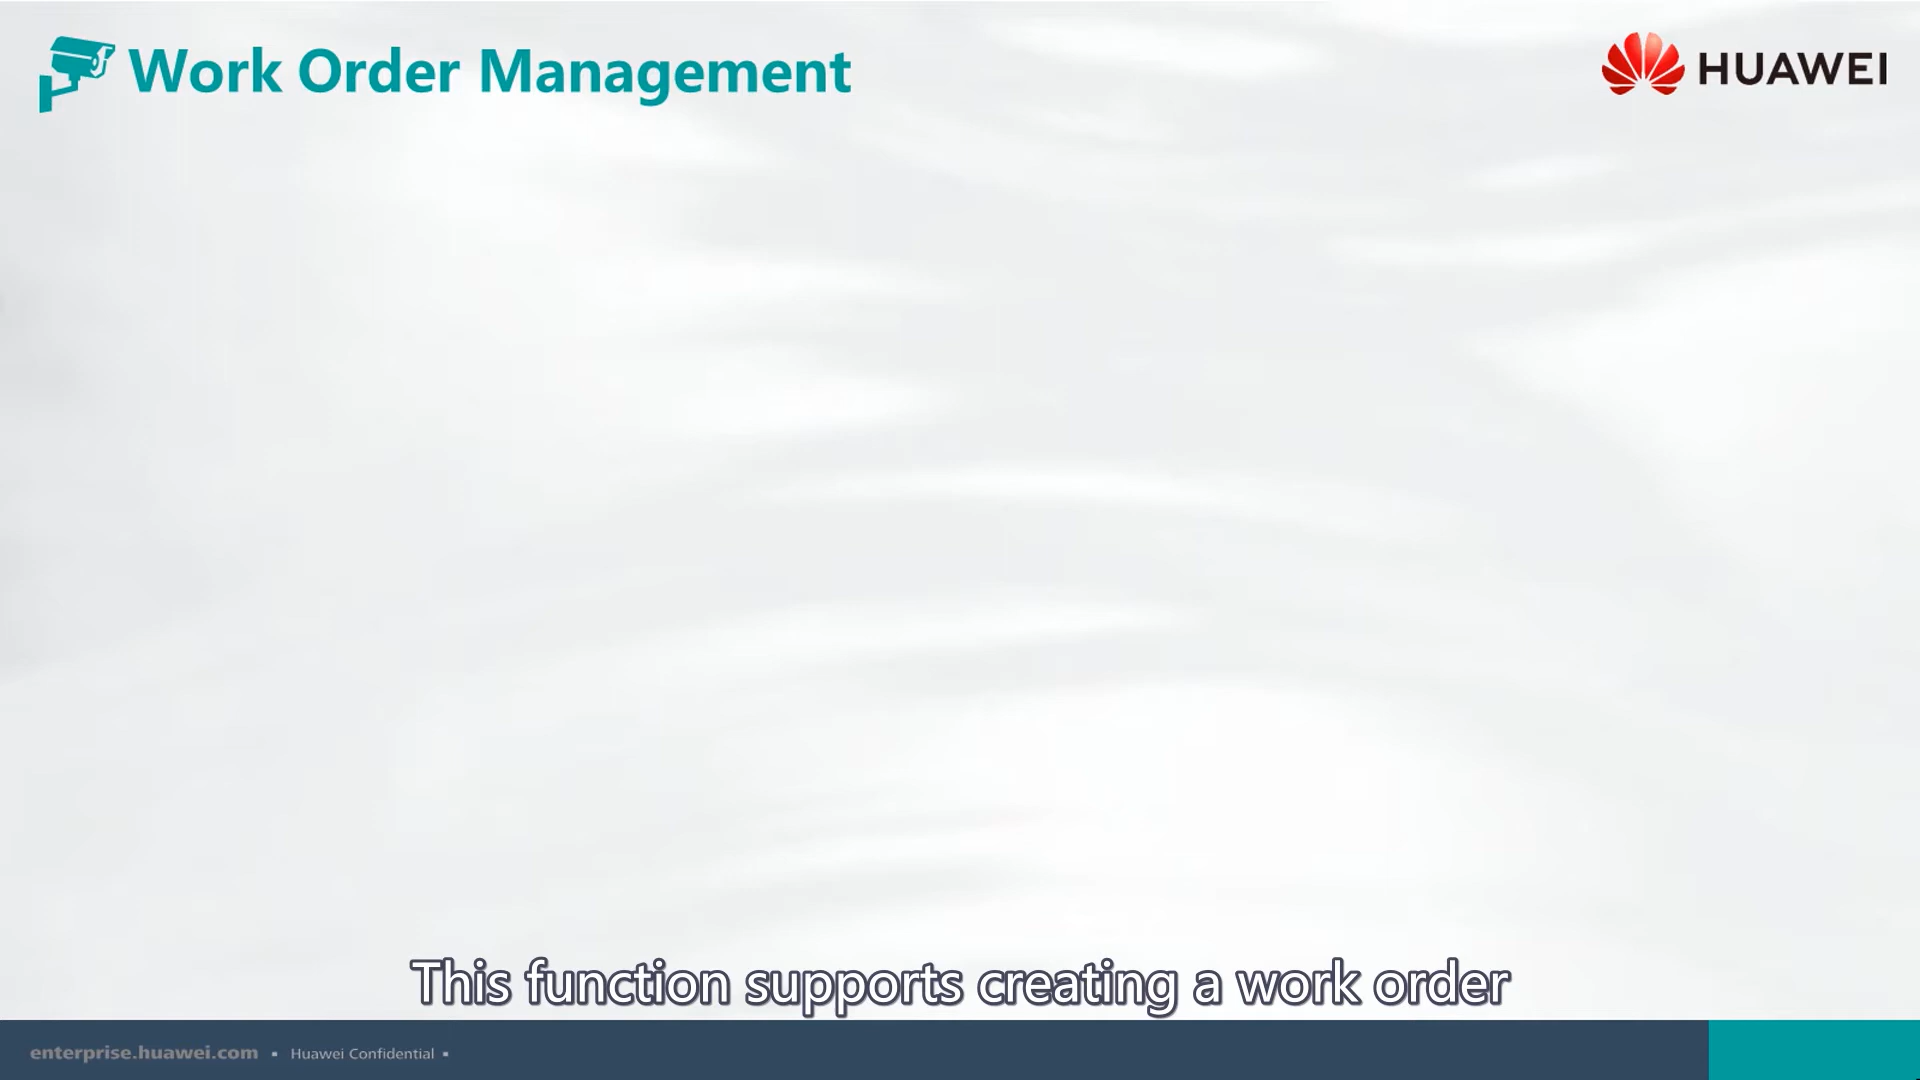 Work Order Management
HUAWEI
This function supports creating a work order
enterprise.huawei.com ▪ Huawei Confidential ▪